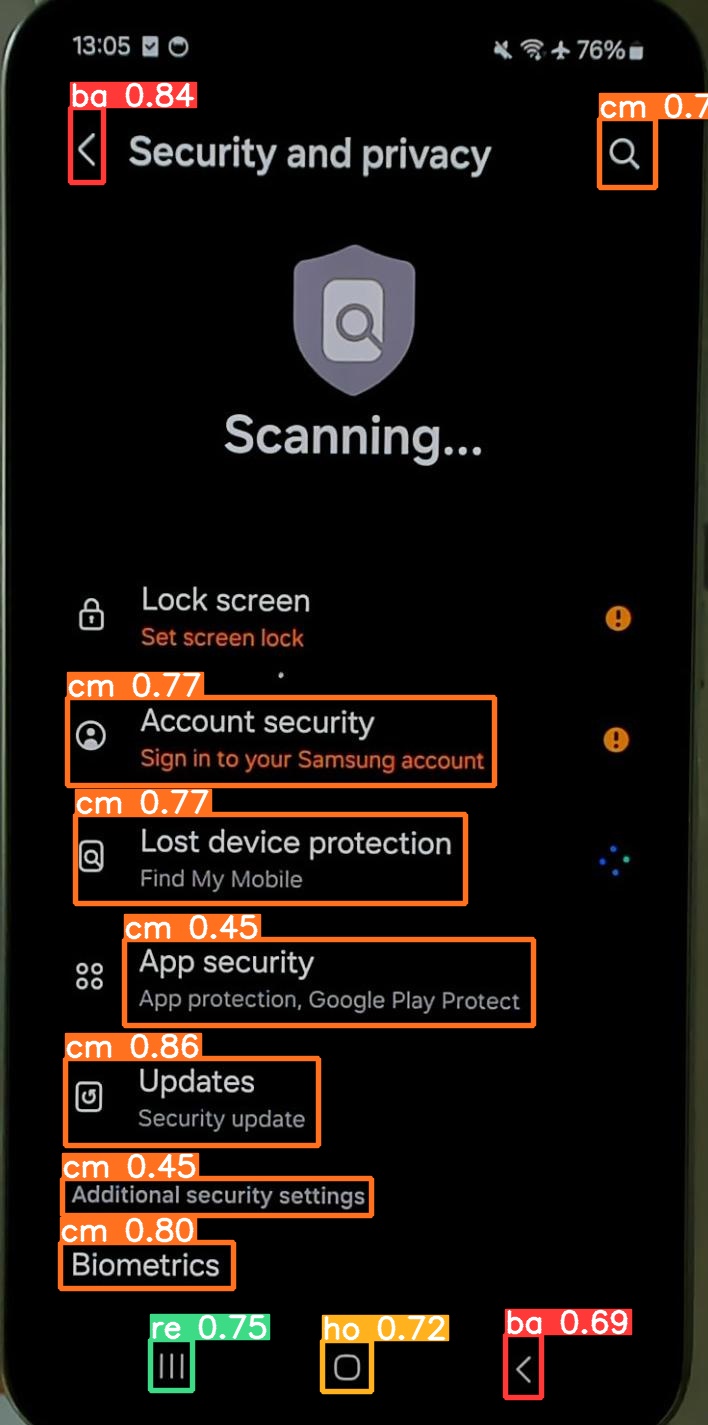 13:05 76%
ba 0.84
cm 0.7
Security and privacy
Scanning...
Lock screen
Set screen lock
cm 0.77
Account security
Sign in to your Samsung account
cm 0.77
Lost device protection
Find My Mobile
cm 0.45
App security
App protection, Google Play Protect
cm 0.86
Updates
Security update
cm 0.45
Additional security settings
cm 0.80
Biometrics
re 0.75
ho 0.72
ba 0.69